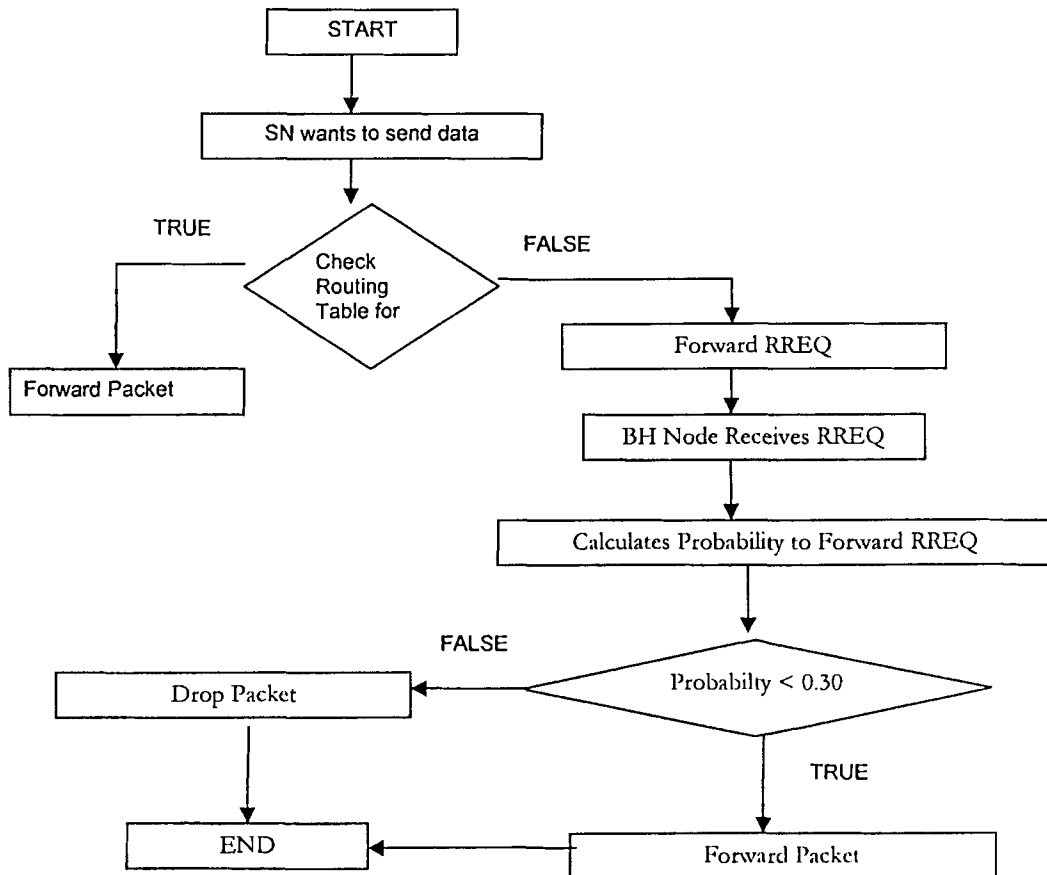 START
SN wants to send data
TRUE
FALSE
Check
Routing
Table for
Forward RREQ
Forward Packet
BH Node Receives RREQ
Calculates Probability to Forward RREQ
FALSE
Probabilty < 0.30
Drop Packet
TRUE
END
Forward Packet